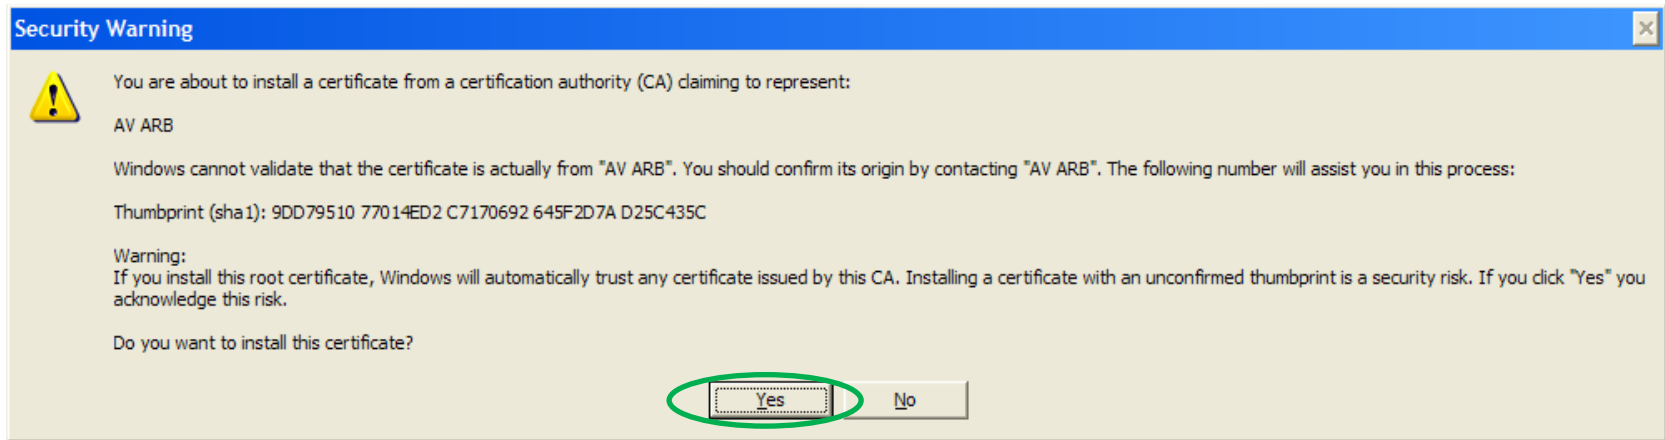 Security Warning
You are about to install a certificate from a certification authority (CA) claiming to represent:
AV ARB
Windows cannot validate that the certificate is actually from "AV ARB". You should confirm its origin by contacting "AV ARB". The following number will assist you in this process:
Thumbprint (sha1): 9DD79510 77014ED2 C7170692 645F2D7A D25C435C
Warning:
If you install this root certificate, Windows will automatically trust any certificate issued by this CA. Installing a certificate with an unconfirmed thumbprint is a security risk. If you click "Yes" you
acknowledge this risk.
Do you want to install this certificate?
Yes No